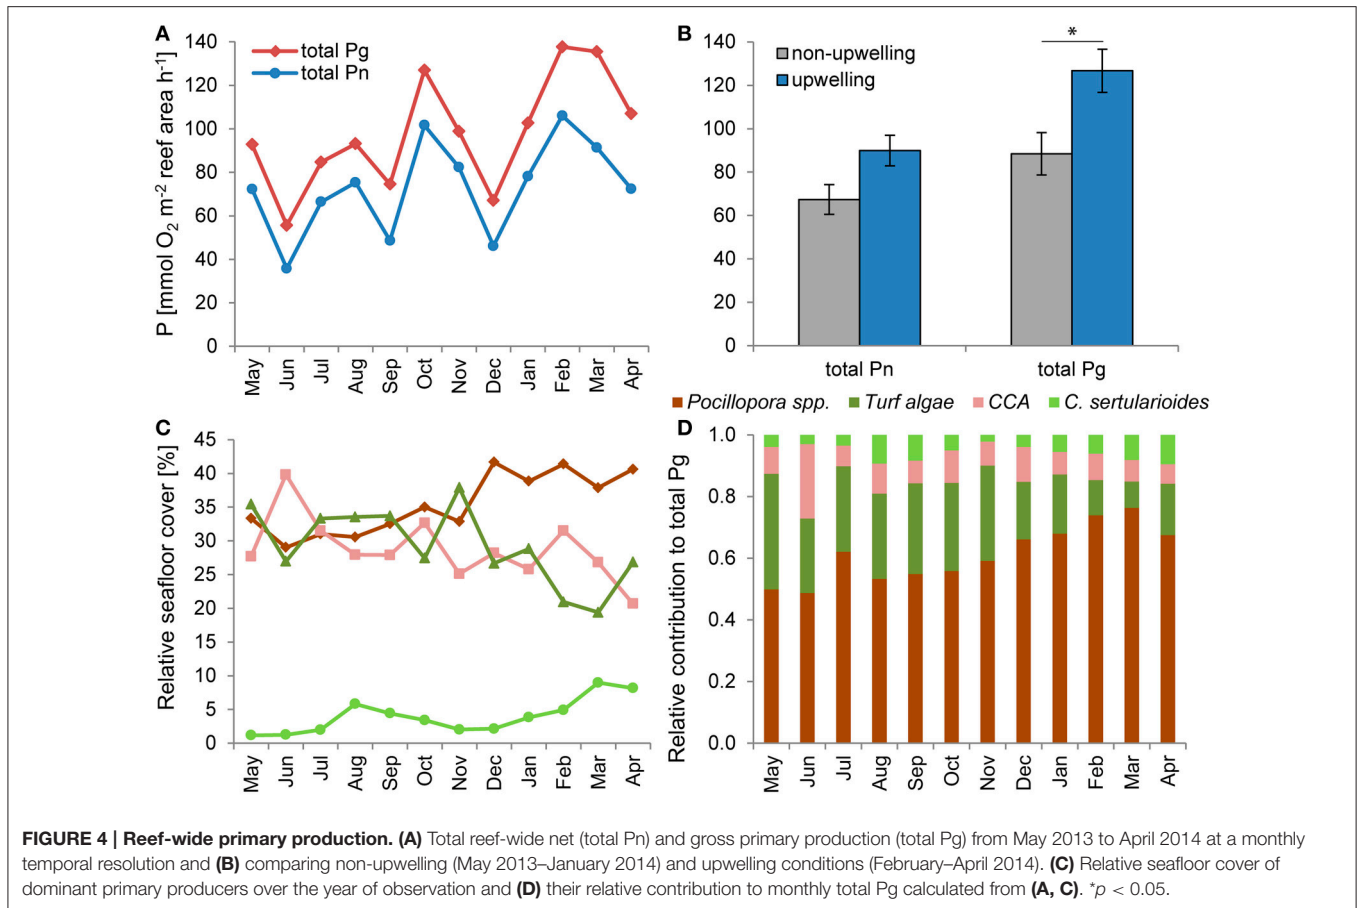 A
140
120
100
80
60
40
20
0
P [mmol O2 m-2 reef area h-1]
total Pg
total Pn
May
Jun
Jul
Aug
Sep
Oct
Nov
Dec
Jan
Feb
Mar
Apr
B
140
120
100
80
60
40
20
0
non-upwelling
upwelling
*
total Pn
total Pg
Pocillopora spp.
Turf algae
CCA
C. sertularioides
C
45
40
35
30
25
20
15
10
5
0
Relative seafloor cover [%]
May
Jun
Jul
Aug
Sep
Oct
Nov
Dec
Jan
Feb
Mar
Apr
D
1.0
0.8
0.6
0.4
0.2
0.0
Relative contribution to total Pg
May
Jun
Jul
Aug
Sep
Oct
Nov
Dec
Jan
Feb
Mar
Apr
FIGURE 4 | Reef-wide primary production. (A) Total reef-wide net (total Pn) and gross primary production (total Pg) from May 2013 to April 2014 at a monthly
temporal resolution and (B) comparing non-upwelling (May 2013–January 2014) and upwelling conditions (February–April 2014). (C) Relative seafloor cover of
dominant primary producers over the year of observation and (D) their relative contribution to monthly total Pg calculated from (A, C). *p < 0.05.